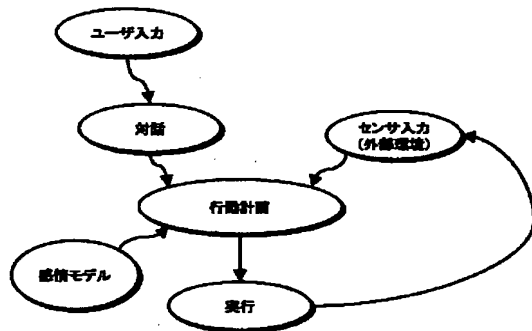 ユーザ入力
対話
センサ入力
(外部環境)
行動計画
感情モデル
実行